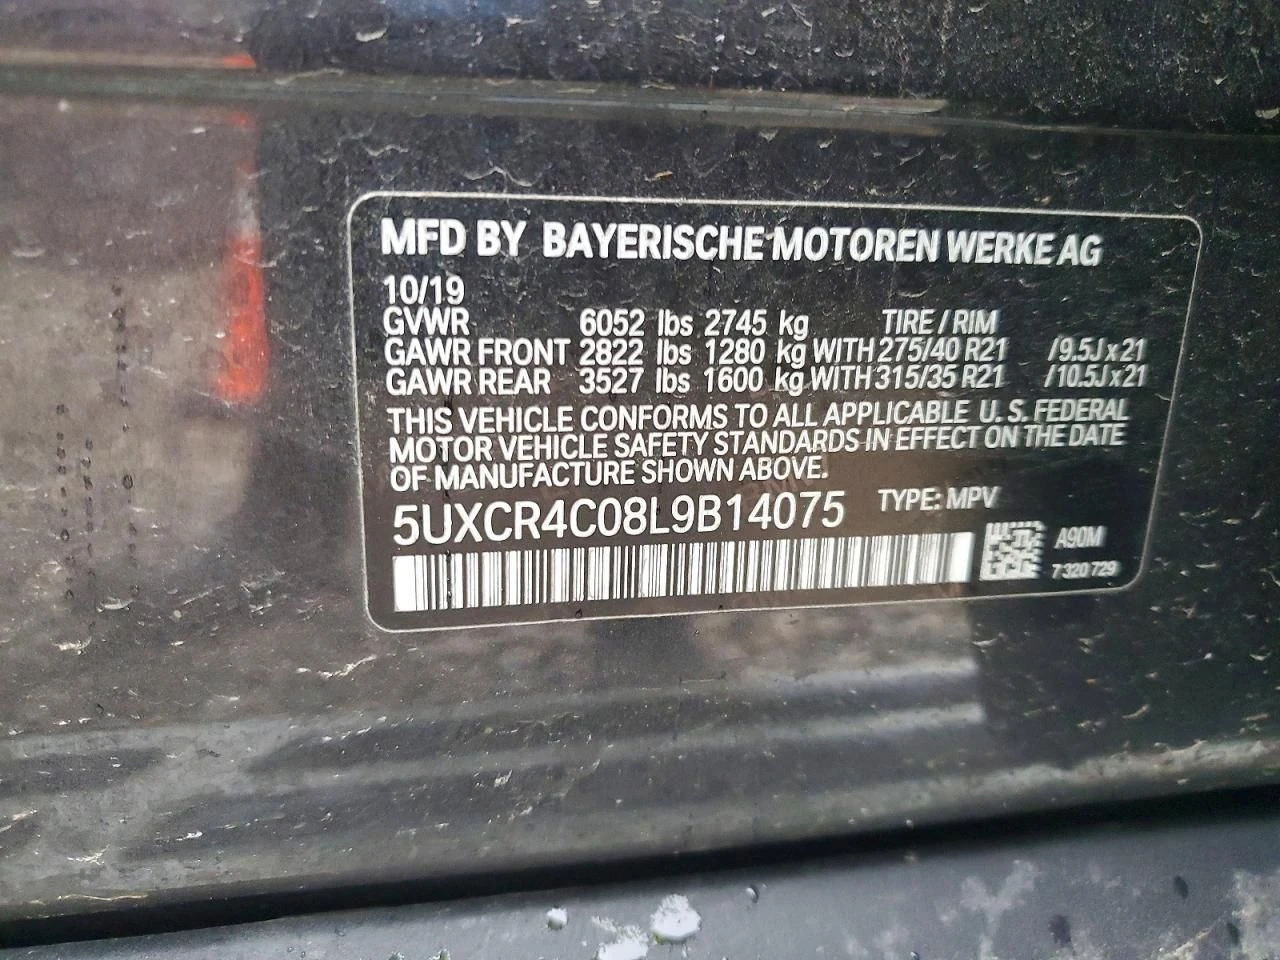 MFD BY BAYERISCHE MOTOREN WERKE AG
10/19
GVWR 6052 lbs 2745 kg TIRE / RIM
GAWR FRONT 2822 lbs 1280 kg WITH 275/40 R21 /9.5J x 21
GAWR REAR 3527 lbs 1600 kg WITH 315/35 R21 /10.5J x 21
THIS VEHICLE CONFORMS TO ALL APPLICABLE U. S. FEDERAL
MOTOR VEHICLE SAFETY STANDARDS IN EFFECT ON THE DATE
OF MANUFACTURE SHOWN ABOVE.
5UXCR4C08L9B14075 TYPE: MPV
A90M
7 320 729